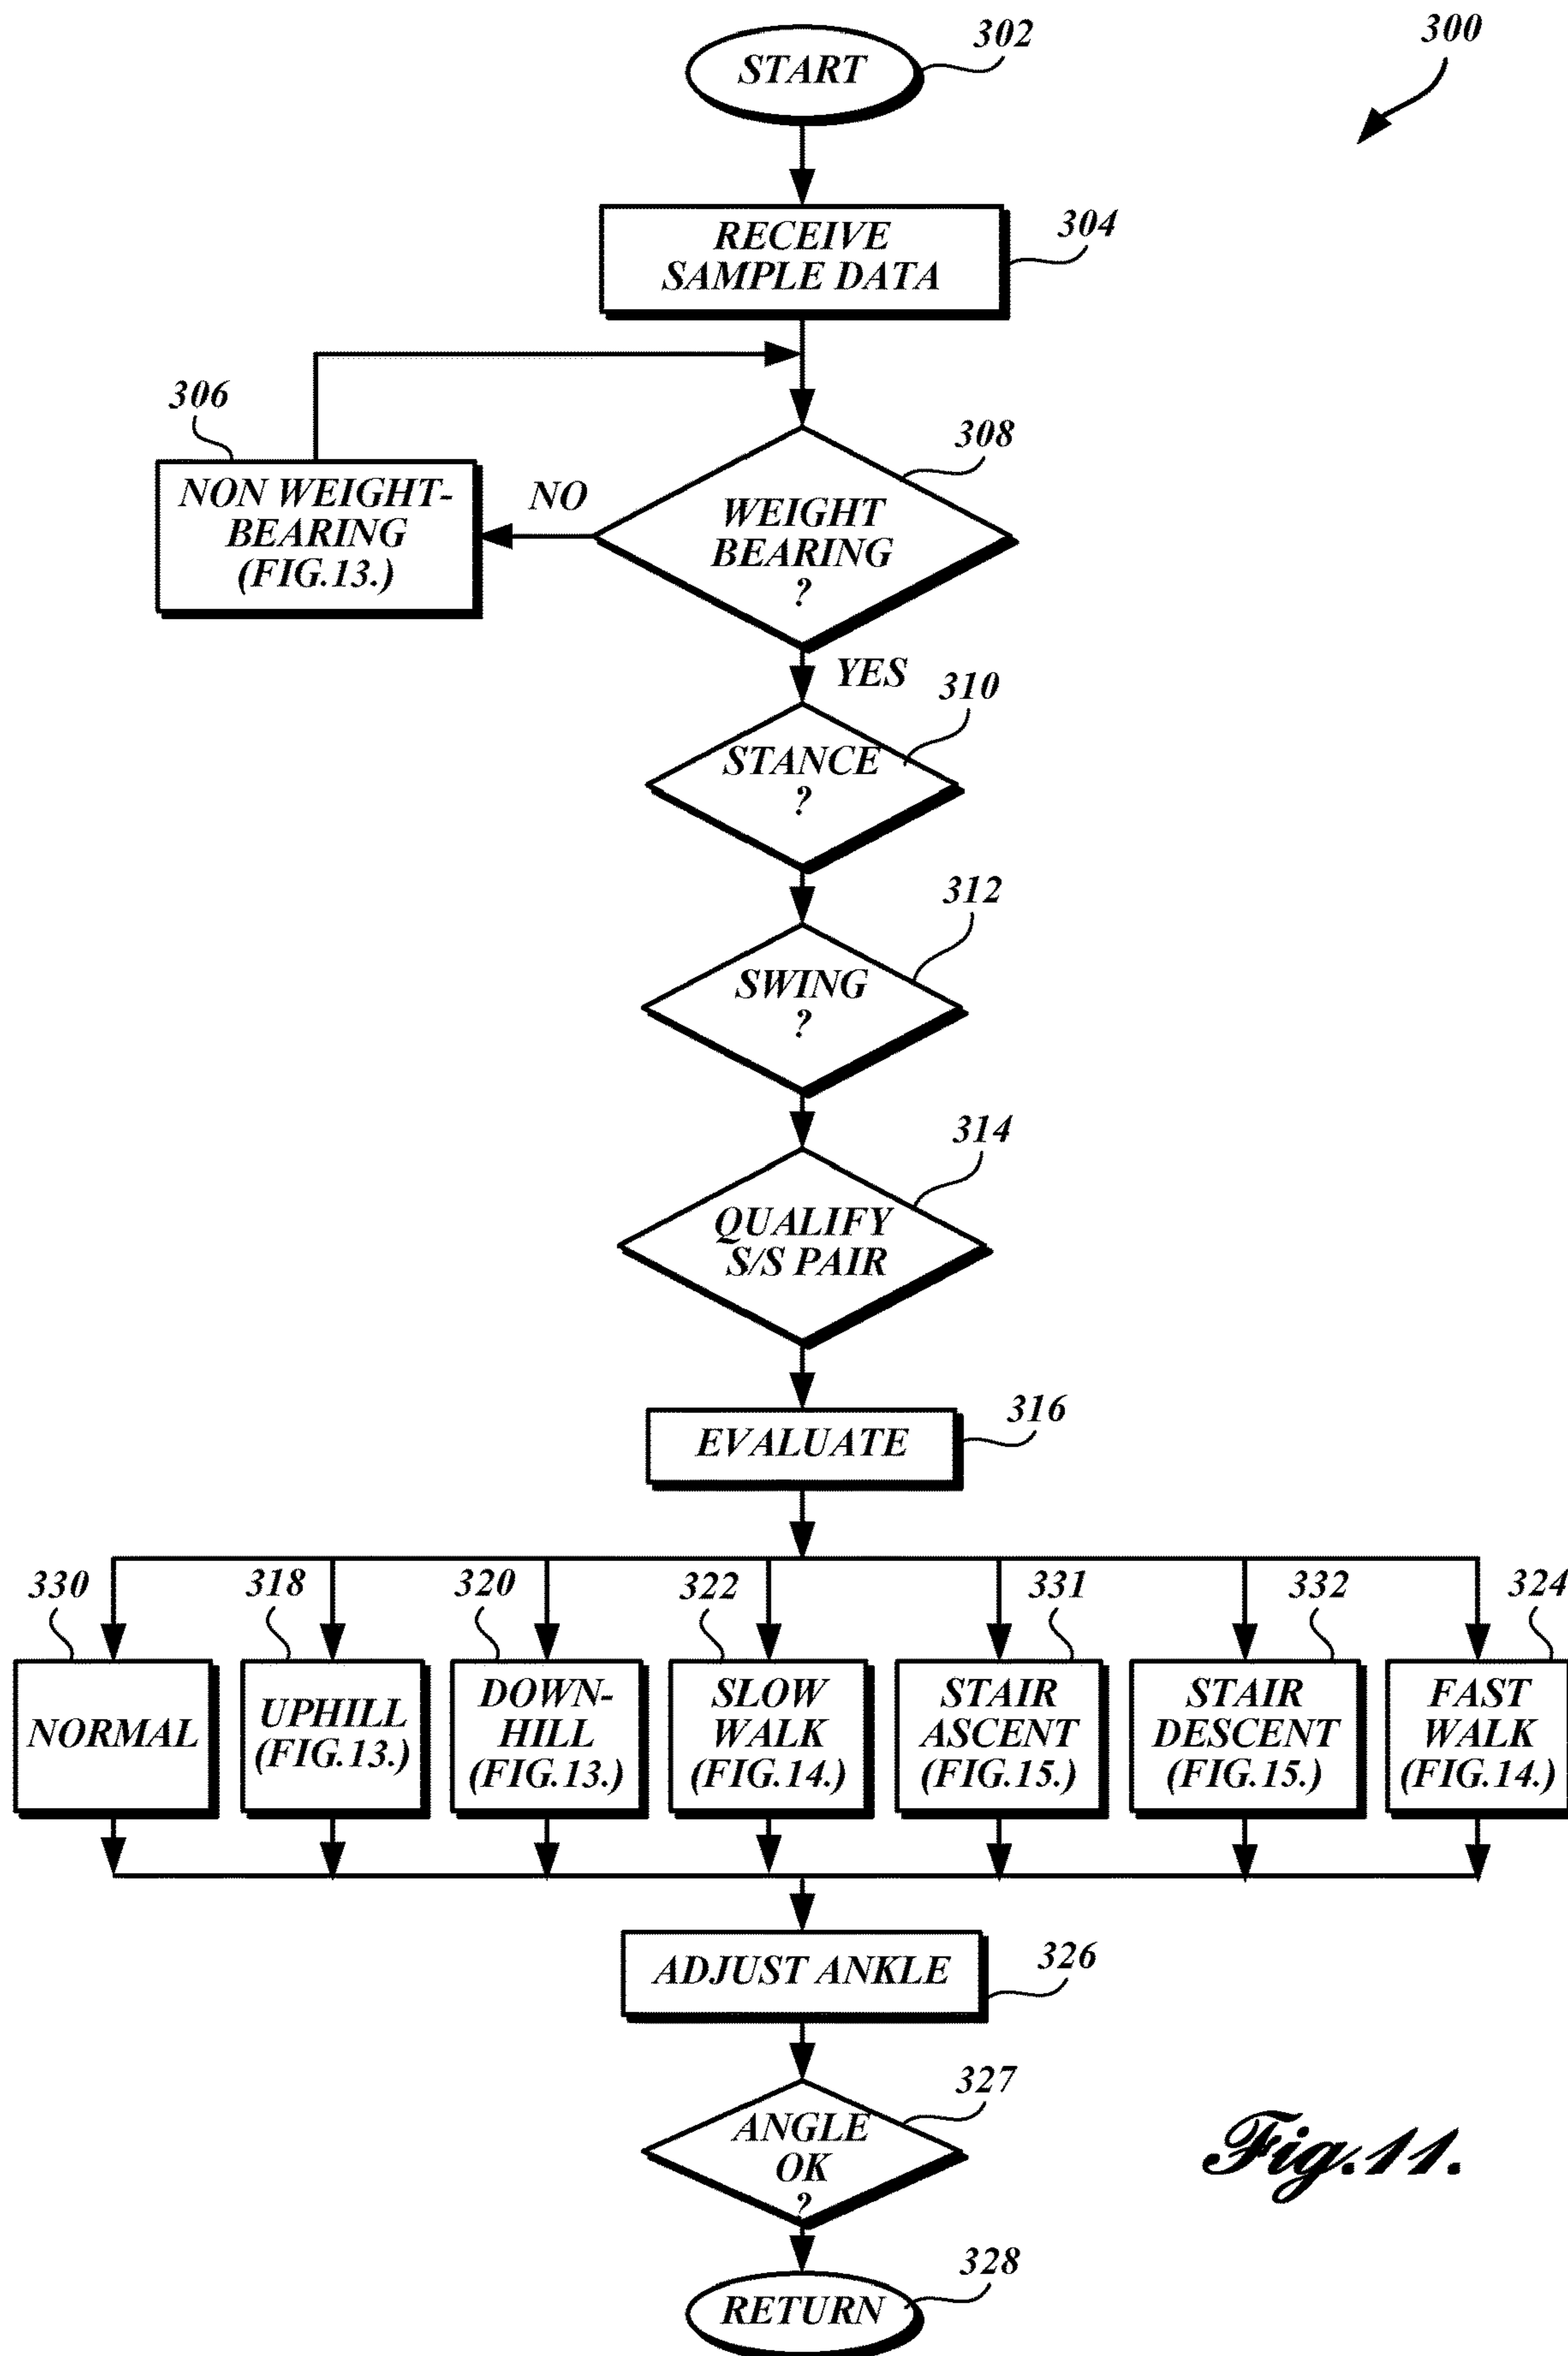 300
START
302
RECEIVE
SAMPLE DATA
304
306
NON WEIGHT-
BEARING
(FIG.13.)
NO
WEIGHT
BEARING
?
308
YES
STANCE
?
310
SWING
?
312
QUALIFY
S/S PAIR
314
EVALUATE
316
330
NORMAL
318
UPHILL
(FIG.13.)
320
DOWN-
HILL
(FIG.13.)
322
SLOW
WALK
(FIG.14.)
331
STAIR
ASCENT
(FIG.15.)
332
STAIR
DESCENT
(FIG.15.)
324
FAST
WALK
(FIG.14.)
ADJUST ANKLE
326
ANGLE
OK
?
327
RETURN
328
Fig.11.